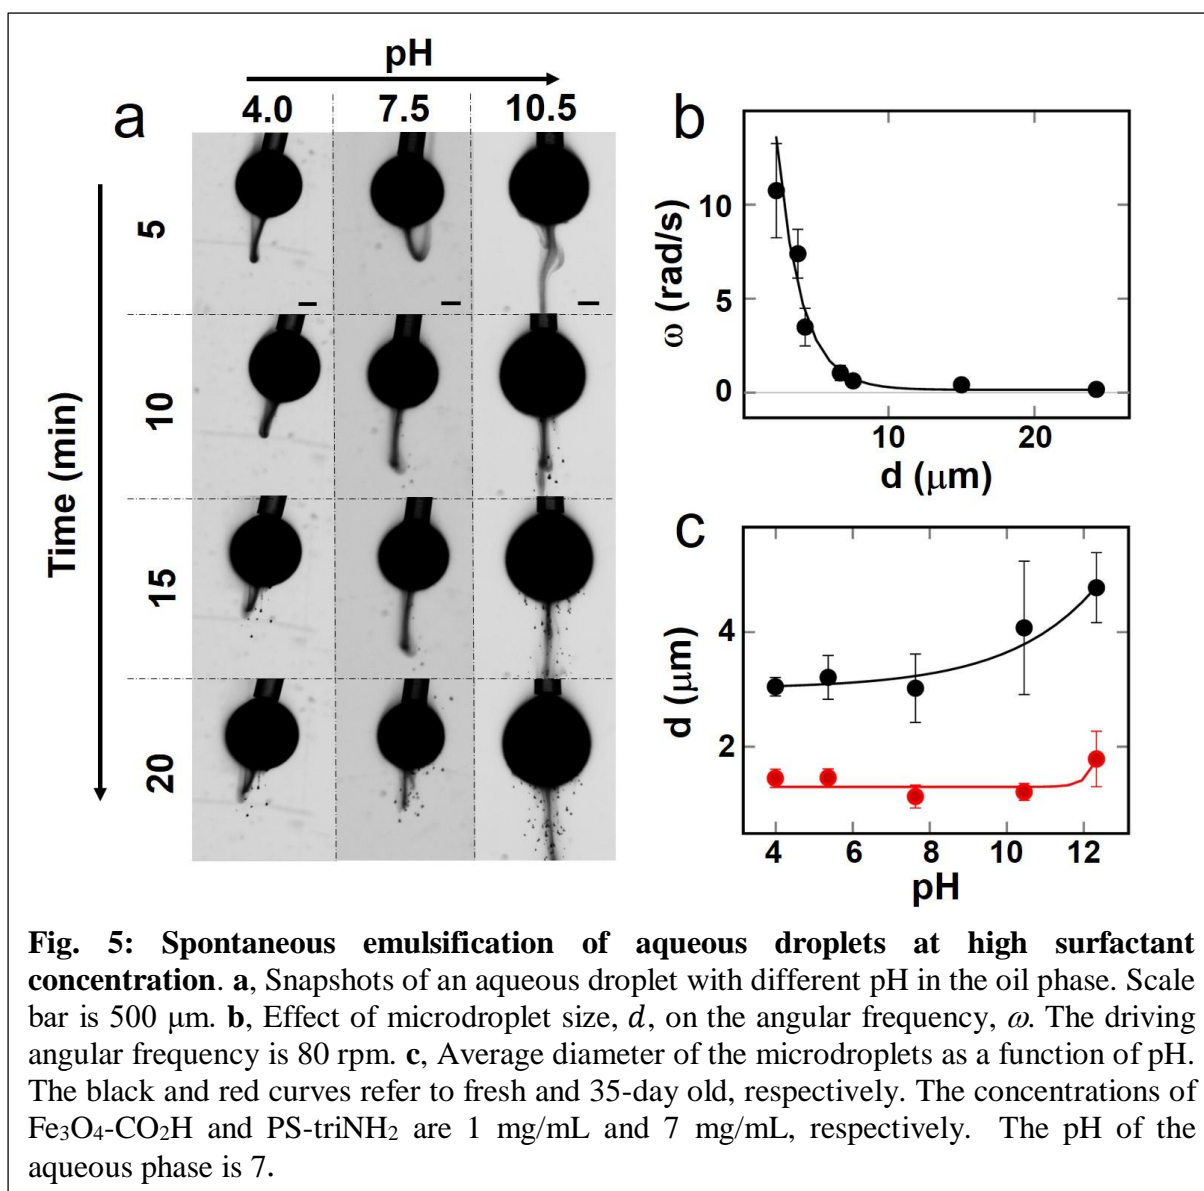 pH
a
4.0 7.5 10.5
Time (min)
5
10
15
20
b
ω (rad/s)
10
5
0
10 20
d (μm)
c
d (μm)
4
2
4 6 8 10 12
pH
Fig. 5: Spontaneous emulsification of aqueous droplets at high surfactant
concentration. a, Snapshots of an aqueous droplet with different pH in the oil phase. Scale
bar is 500 μm. b, Effect of microdroplet size, d, on the angular frequency, ω. The driving
angular frequency is 80 rpm. c, Average diameter of the microdroplets as a function of pH.
The black and red curves refer to fresh and 35-day old, respectively. The concentrations of
Fe₃O₄-CO₂H and PS-triNH₂ are 1 mg/mL and 7 mg/mL, respectively. The pH of the
aqueous phase is 7.